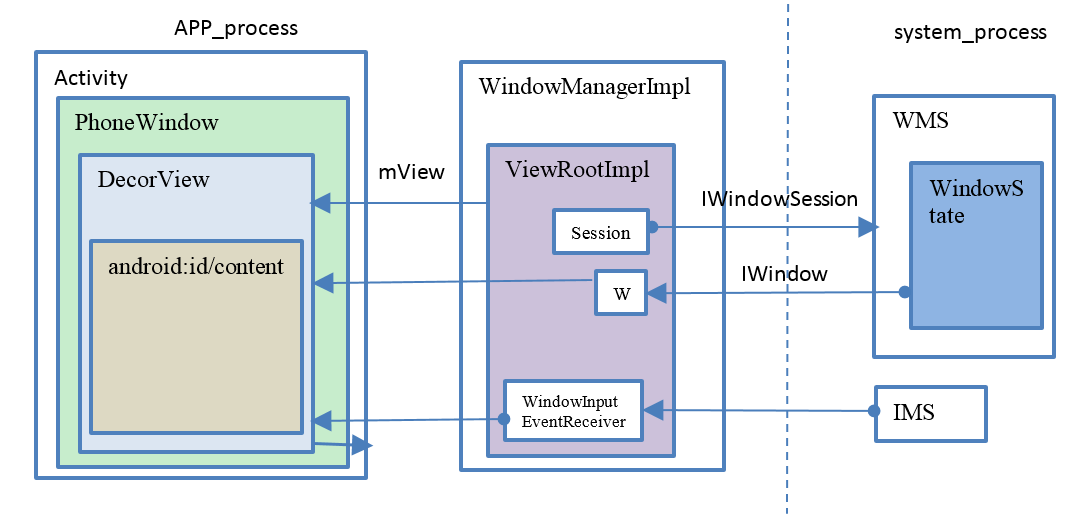 APP_process
system_process
Activity
PhoneWindow
DecorView
android:id/content
mView
WindowManagerImpl
ViewRootImpl
Session
W
WindowInput
EventReceiver
IWindowSession
IWindow
WMS
WindowS
tate
IMS